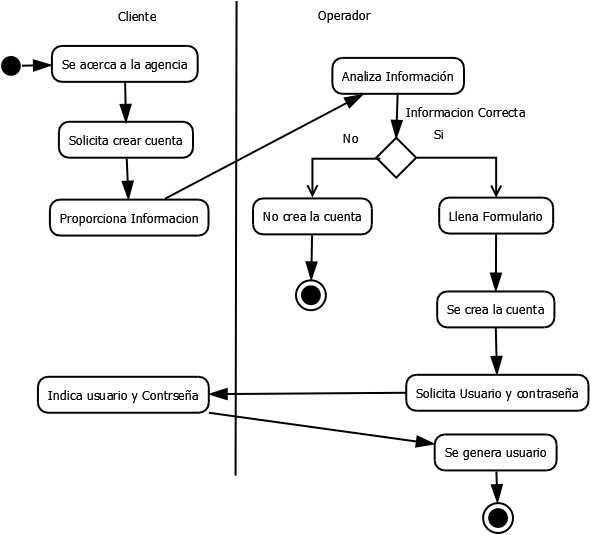 Cliente
Operador
Se acerca a la agencia
Analiza Información
Solicita crear cuenta
Informacion Correcta
No
Si
Proporciona Informacion
No crea la cuenta
Llena Formulario
Se crea la cuenta
Indica usuario y Contrseña
Solicita Usuario y contraseña
Se genera usuario